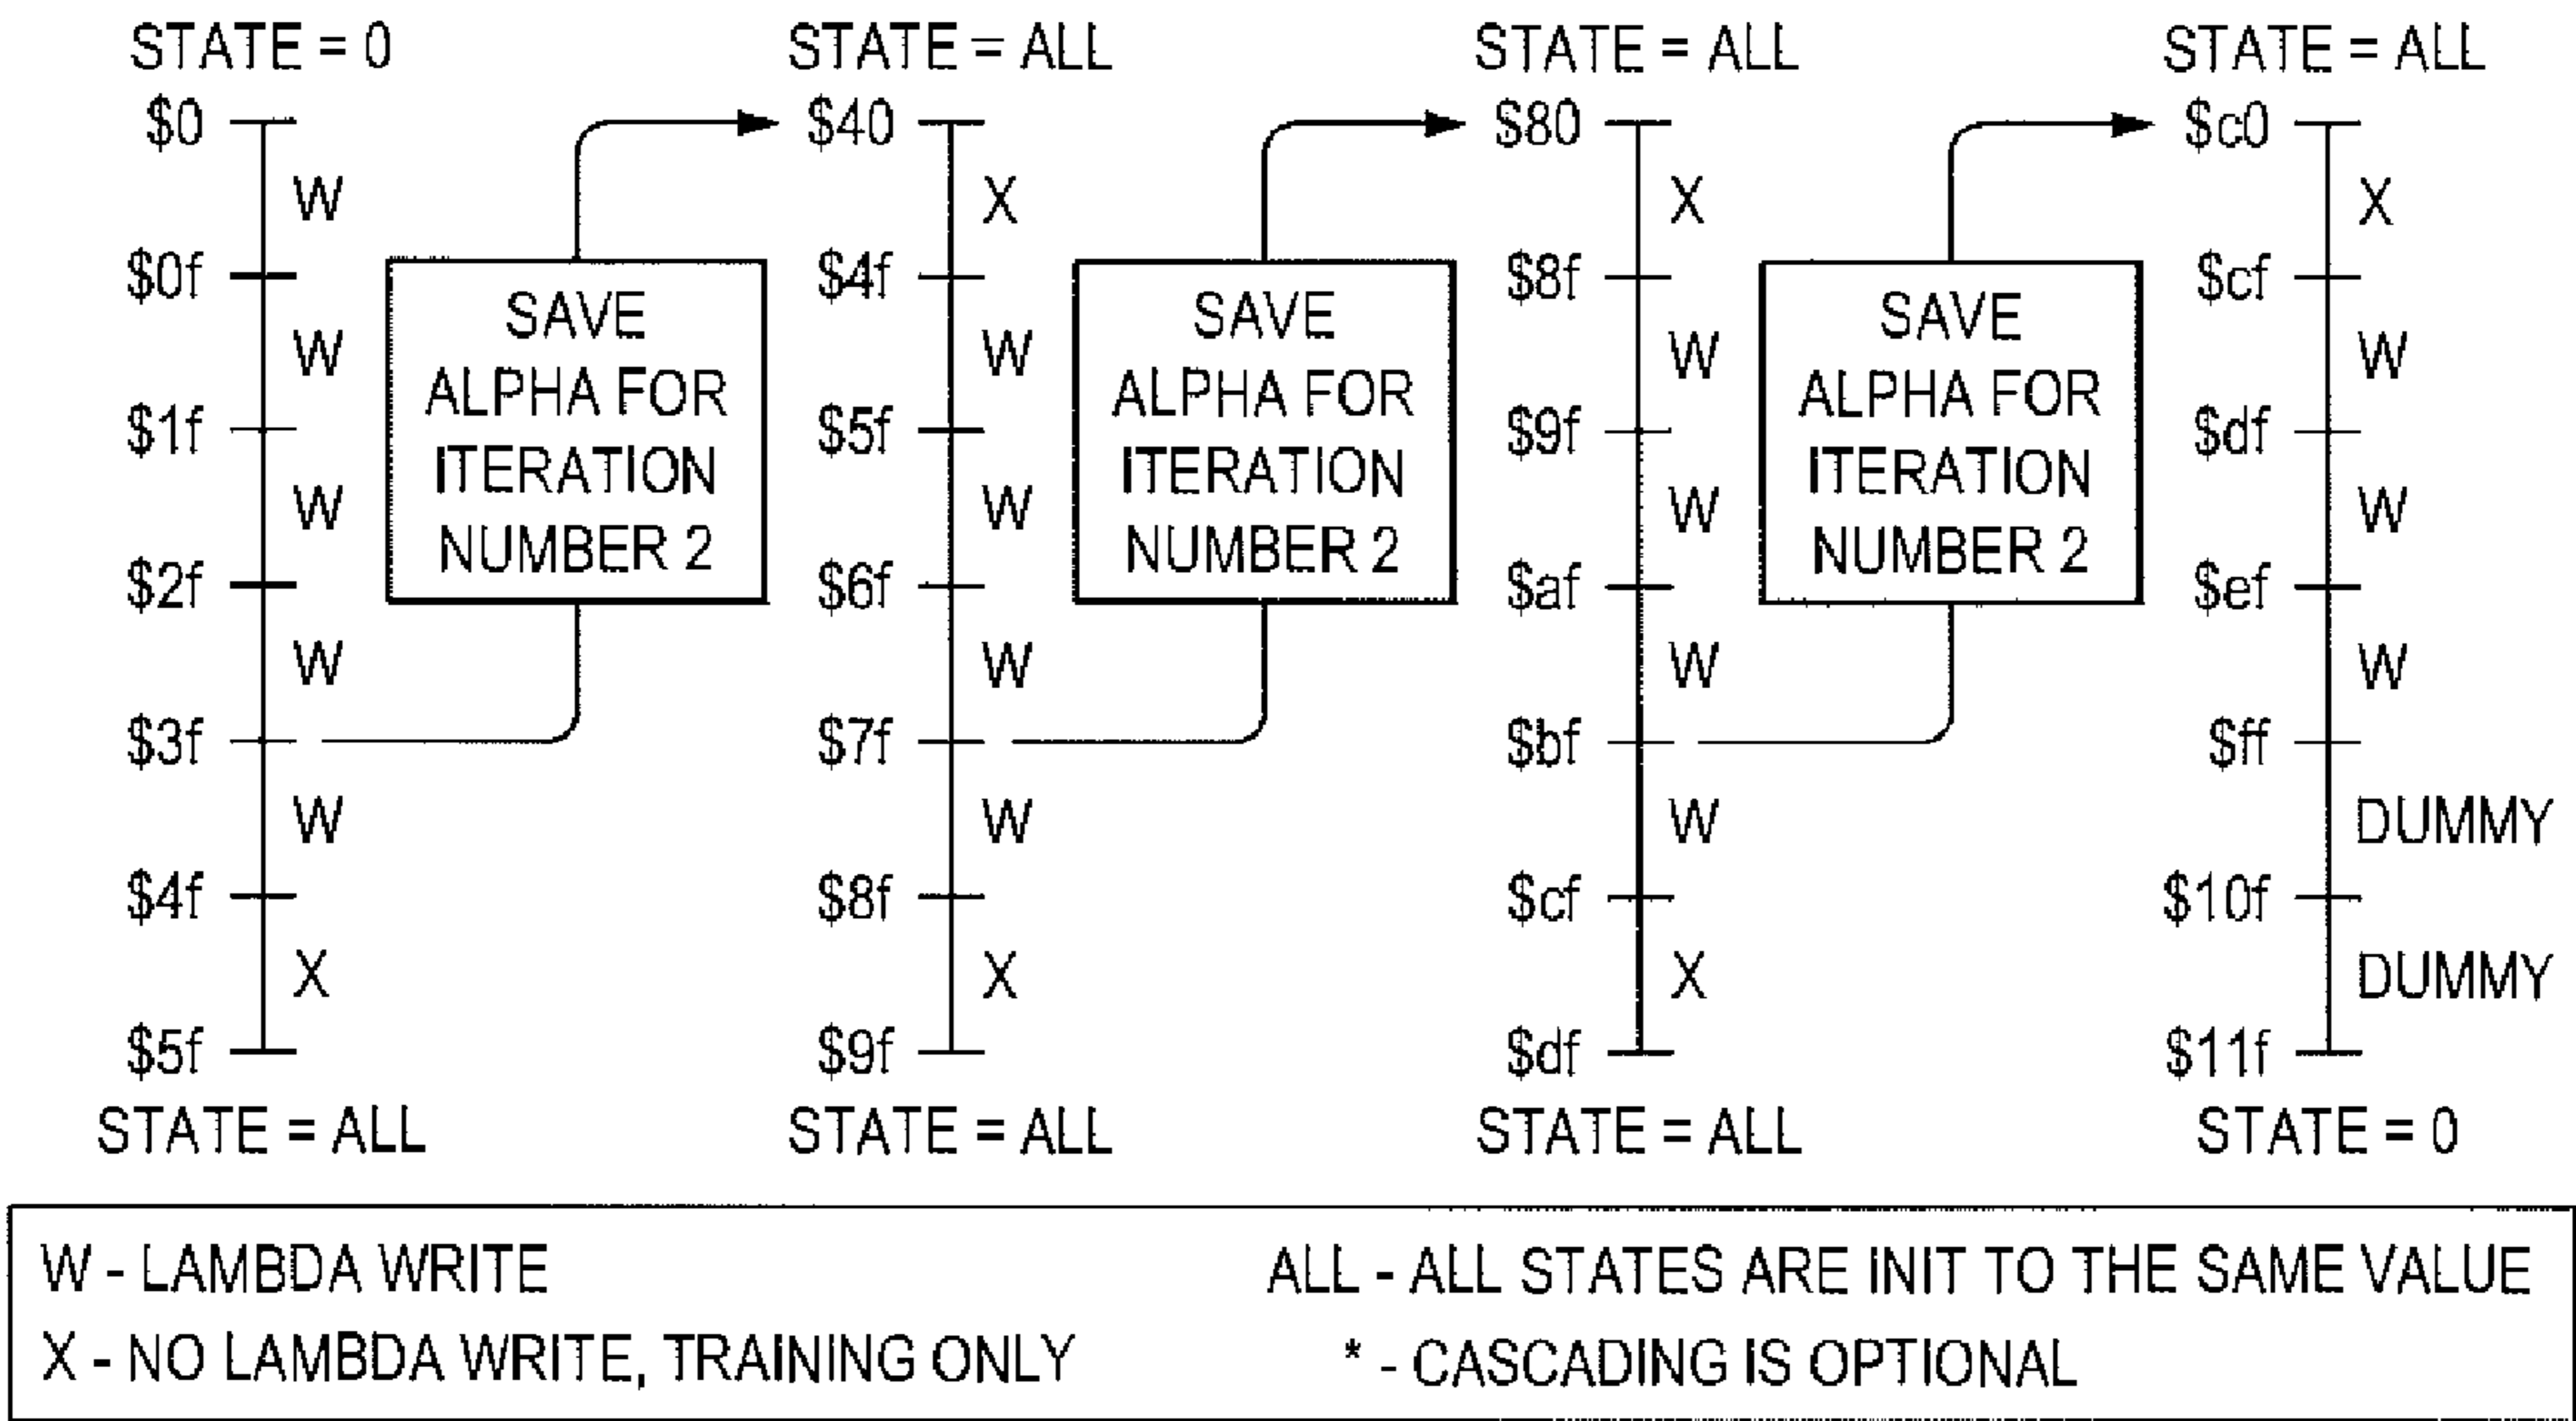 STATE = 0
$0
W
$0f
W
$1f
W
$2f
W
$3f
W
$4f
X
$5f
STATE = ALL
SAVE
ALPHA FOR
ITERATION
NUMBER 2
STATE = ALL
$40
X
$4f
W
$5f
W
$6f
W
$7f
W
$8f
X
$9f
STATE = ALL
SAVE
ALPHA FOR
ITERATION
NUMBER 2
STATE = ALL
$80
X
$8f
W
$9f
W
$af
W
$bf
W
$cf
X
$df
STATE = ALL
SAVE
ALPHA FOR
ITERATION
NUMBER 2
STATE = ALL
$c0
X
$cf
W
$df
W
$ef
W
$ff
DUMMY
$10f
DUMMY
$11f
STATE = 0
W - LAMBDA WRITE
X - NO LAMBDA WRITE, TRAINING ONLY
ALL - ALL STATES ARE INIT TO THE SAME VALUE
* - CASCADING IS OPTIONAL